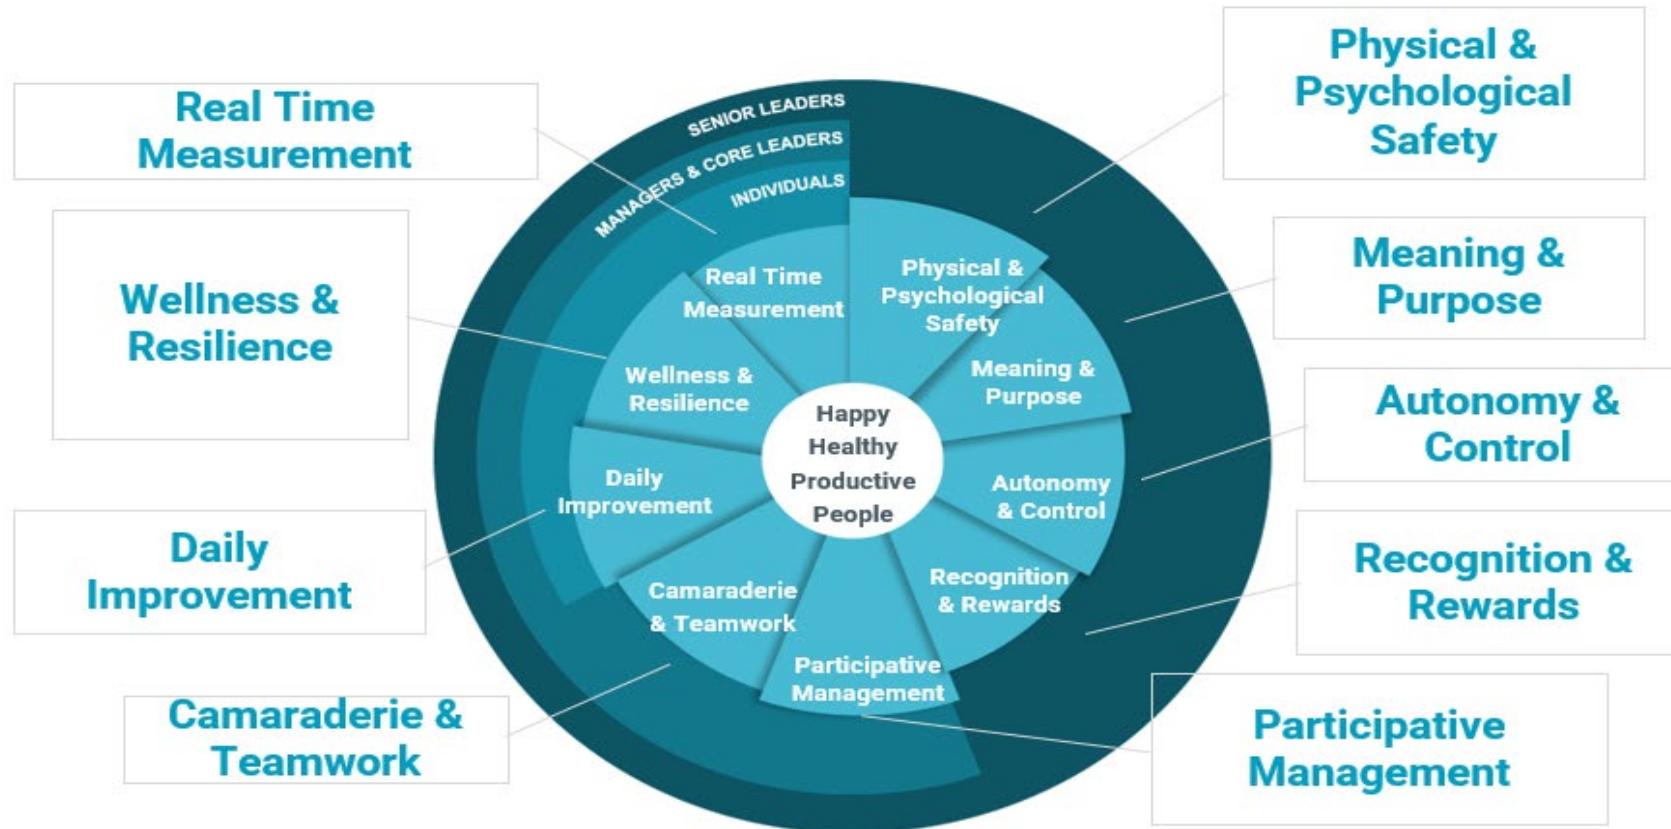 Physical &
Psychological
Safety
Real Time
Measurement
SENIOR LEADERS
MANAGERS & CORE LEADERS
INDIVIDUALS
Wellness &
Resilience
Meaning &
Purpose
Real Time
Measurement
Physical &
Psychological
Safety
Wellness &
Resilience
Meaning &
Purpose
Autonomy &
Control
Happy
Healthy
Productive
People
Daily
Improvement
Autonomy
& Control
Daily
Improvement
Recognition &
Rewards
Camaraderie
& Teamwork
Recognition
& Rewards
Participative
Management
Camaraderie &
Teamwork
Participative
Management